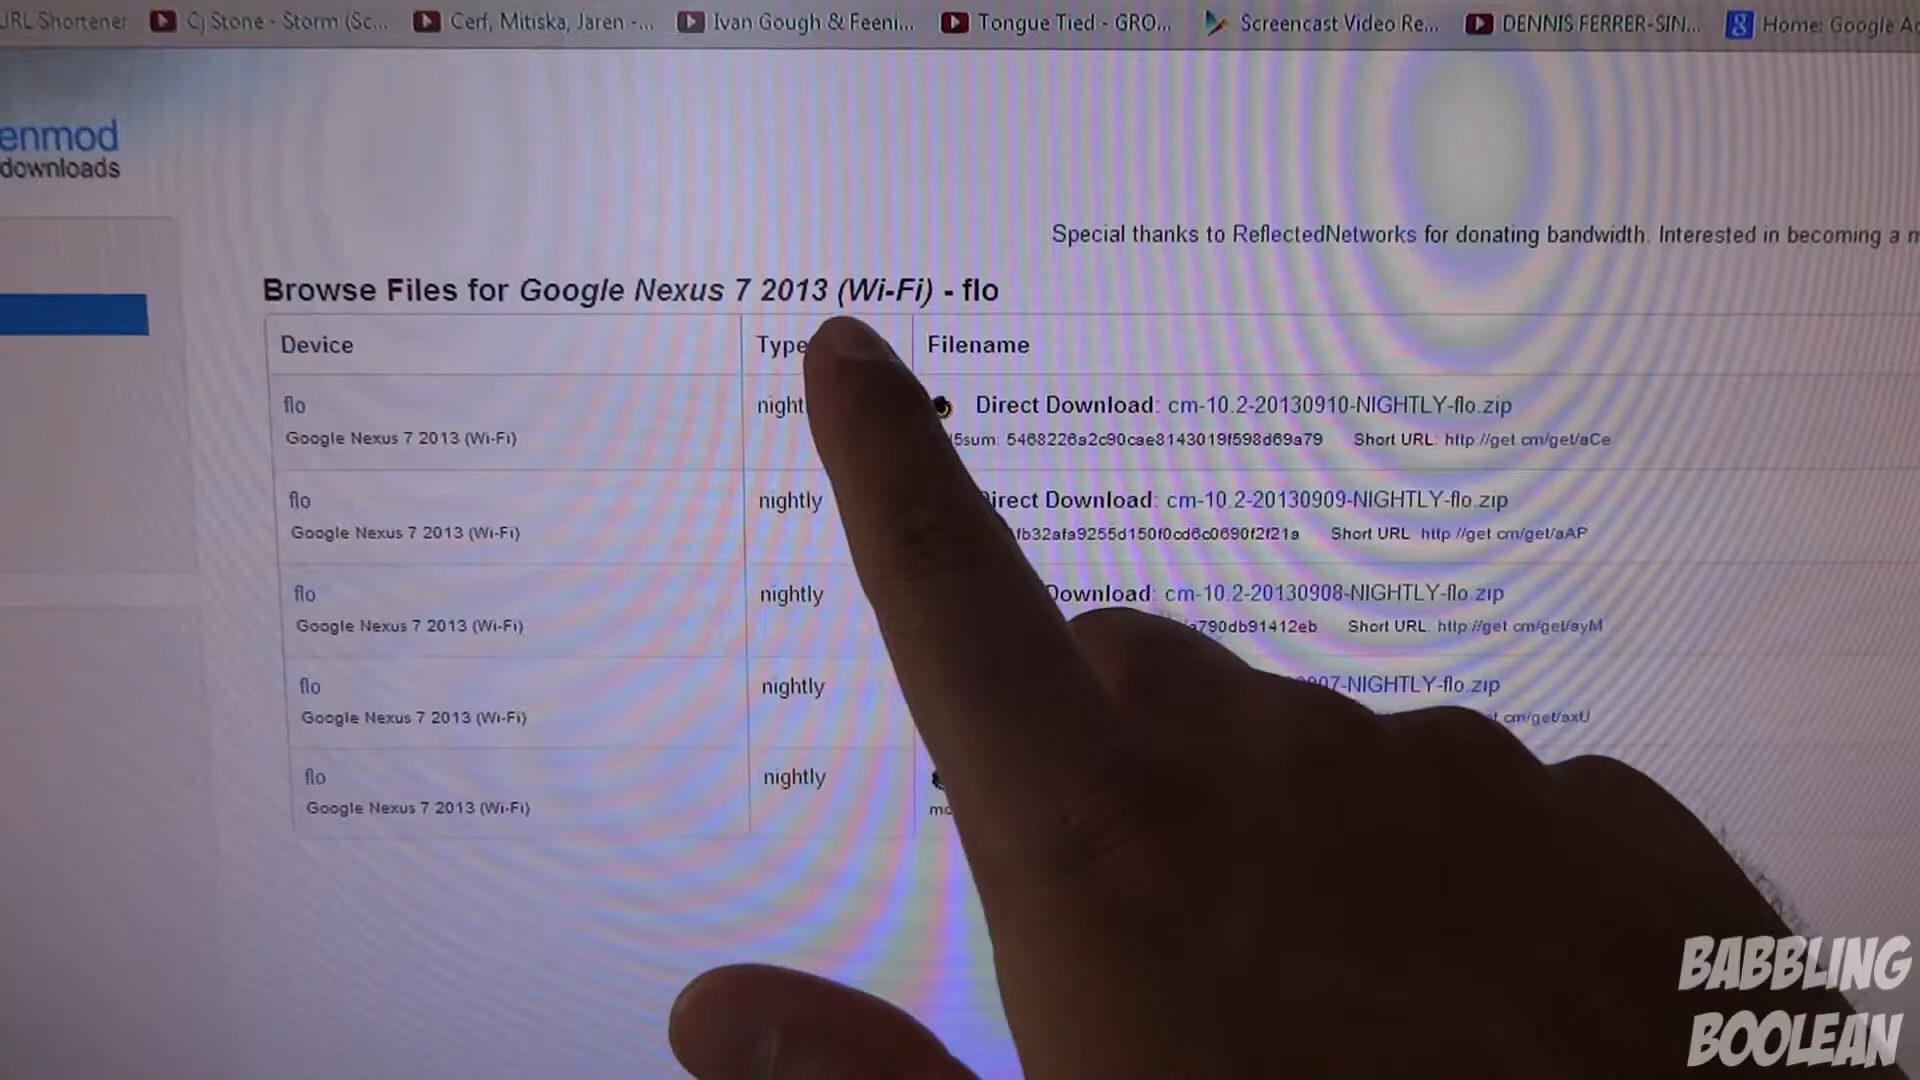 URL Shortener Cj Stone - Storm (Sc... Cerf, Mitiska, Jaren -... Ivan Gough & Feeni... Tongue Tied - GRO... Screencast Video Re... DENNIS FERRER-SIN... Home: Google Ad
enmod
downloads
Special thanks to ReflectedNetworks for donating bandwidth. Interested in becoming a m
Browse Files for Google Nexus 7 2013 (Wi-Fi) - flo
Device Type Filename
flo night Direct Download: cm-10.2-20130910-NIGHTLY-flo.zip
Google Nexus 7 2013 (Wi-Fi) 5sum: 5468226a2c90cae8143019f598d69a79 Short URL: http://get.cm/get/aCe
flo nightly Direct Download: cm-10.2-20130909-NIGHTLY-flo.zip
Google Nexus 7 2013 (Wi-Fi) fb32afa9255d150f0cd6c0690f2f21a Short URL: http://get.cm/get/aAP
flo nightly Download: cm-10.2-20130908-NIGHTLY-flo.zip
Google Nexus 7 2013 (Wi-Fi) a790db91412eb Short URL: http://get.cm/get/ayM
flo nightly 907-NIGHTLY-flo.zip
Google Nexus 7 2013 (Wi-Fi) t.cm/get/axU
flo nightly
Google Nexus 7 2013 (Wi-Fi)
BABBLING
BOOLEAN